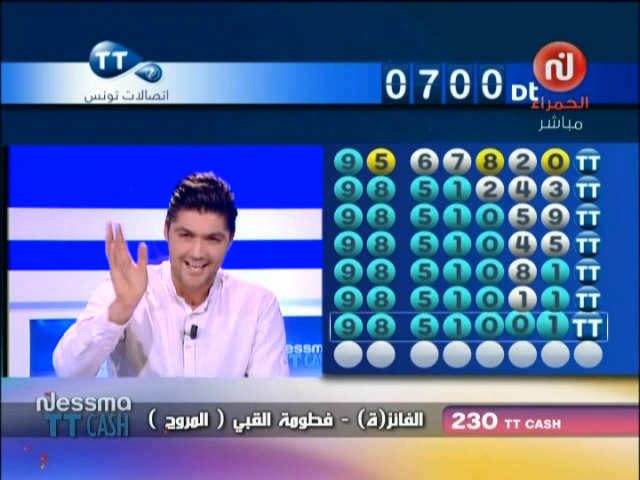 TT
اتصالات تونس
0700 Dt
ن
الحمراء
مباشر
9 5 6 7 8 2 0 TT
9 8 5 1 2 4 3 TT
9 8 5 1 0 5 9 TT
9 8 5 1 0 4 5 TT
9 8 5 1 0 8 1 TT
9 8 5 1 0 1 1 TT
9 8 5 1 0 0 1 TT
Nessma
TT CASH
Nessma
TT CASH
الفائز(ة) - فطومة القبي ( المروج )
230 TT CASH